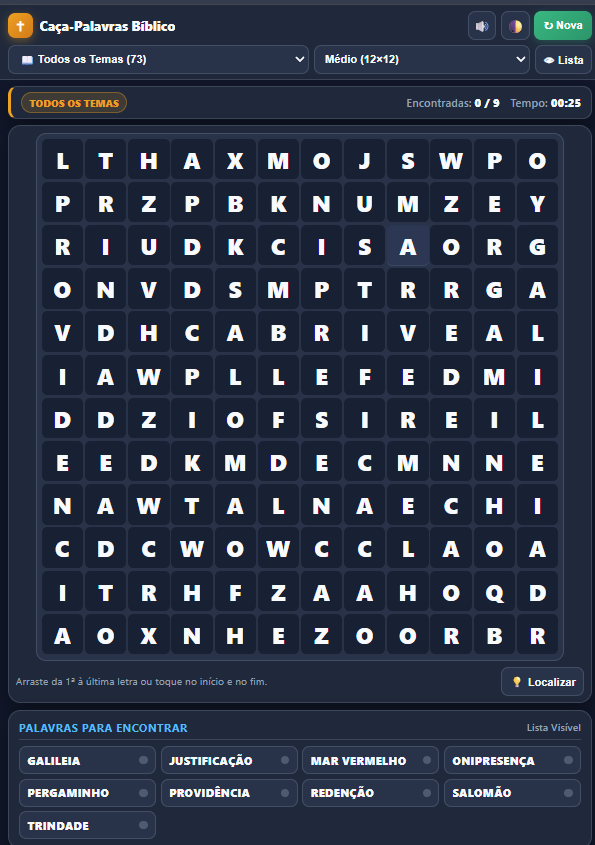 ✝ Caça-Palavras Bíblico ↻ Nova
Todos os Temas (73) Médio (12×12) Lista
TODOS OS TEMAS Encontradas: 0 / 9 Tempo: 00:25
L T H A X M O J S W P O
P R Z P B K N U M Z E Y
R I U D K C I S A O R G
O N V D S M P T R R G A
V D H C A B R I V E A L
I A W P L L E F E D M I
D D Z I O F S I R E I L
E E D K M D E C M N N E
N A W T A L N A E C H I
C D C W O W C C L A O A
I T R H F Z A A H O Q D
A O X N H E Z O O R B R
Arraste da 1ª à última letra ou toque no início e no fim. Localizar
PALAVRAS PARA ENCONTRAR Lista Visível
GALILEIA JUSTIFICAÇÃO MAR VERMELHO ONIPRESENÇA
PERGAMINHO PROVIDÊNCIA REDENÇÃO SALOMÃO
TRINDADE